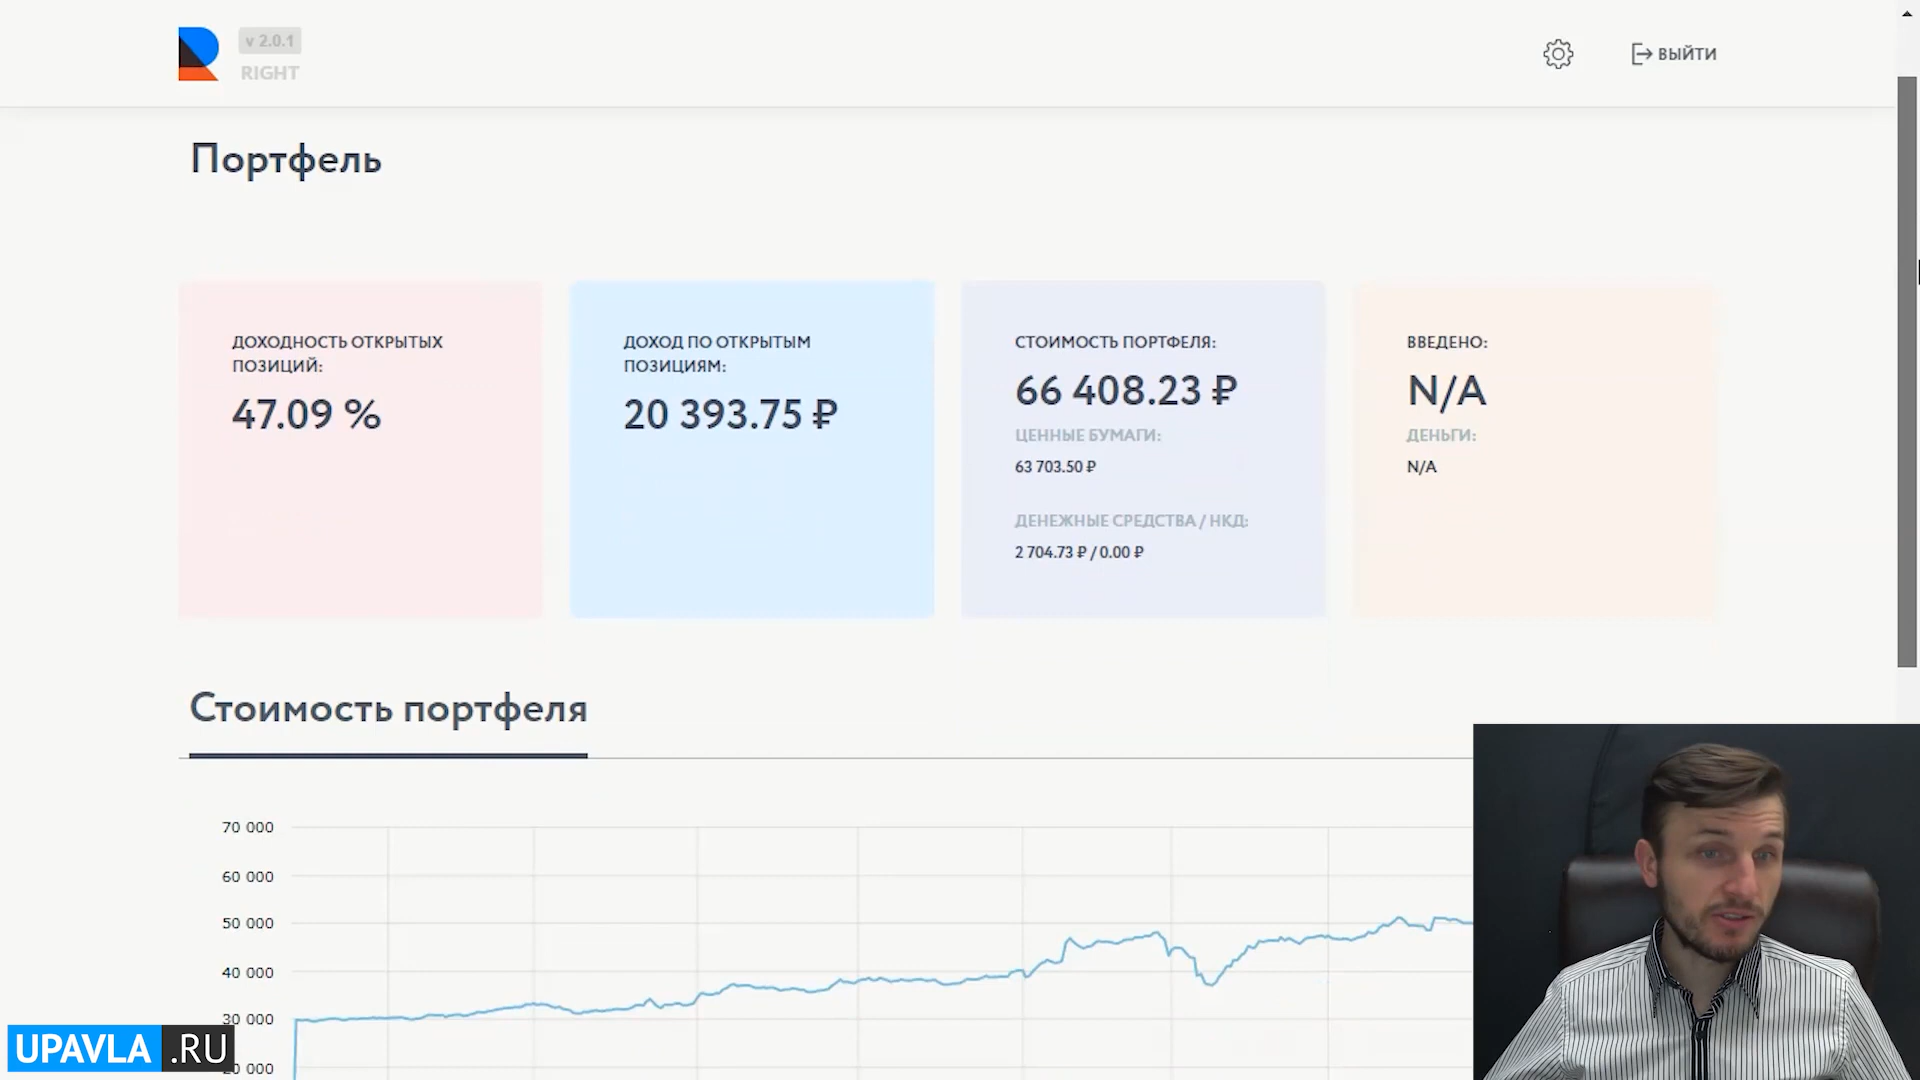 v 2.0.1
RIGHT
ВЫЙТИ
Портфель
ДОХОДНОСТЬ ОТКРЫТЫХ
ПОЗИЦИЙ:
47.09 %
ДОХОД ПО ОТКРЫТЫМ
ПОЗИЦИЯМ:
20 393.75 ₽
СТОИМОСТЬ ПОРТФЕЛЯ:
66 408.23 ₽
ЦЕННЫЕ БУМАГИ:
63 703.50 ₽
ДЕНЕЖНЫЕ СРЕДСТВА / НКД:
2 704.73 ₽ / 0.00 ₽
ВВЕДЕНО:
N/A
ДЕНЬГИ:
N/A
Стоимость портфеля
70 000
60 000
50 000
40 000
30 000
20 000
UPAVLA .RU